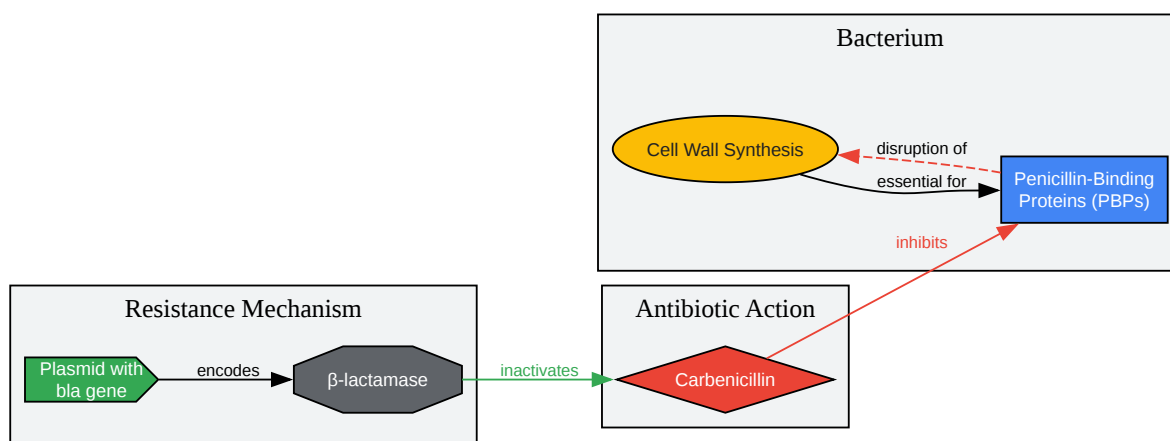 Bacterium
Cell Wall Synthesis
disruption of
essential for
Penicillin-Binding
Proteins (PBPs)
inhibits
Resistance Mechanism
Plasmid with
bla gene
encodes
β-lactamase
inactivates
Antibiotic Action
Carbenicillin